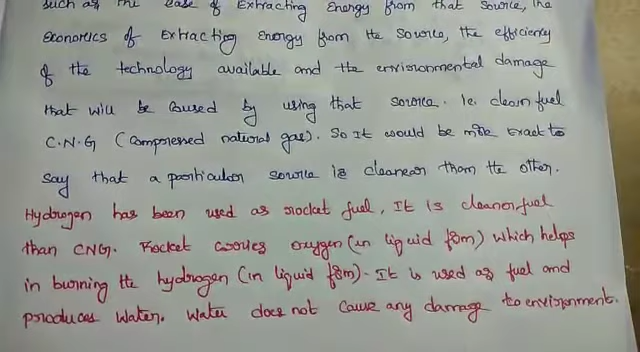 such as the ease of Extracting Energy from that Source, the
Economics of Extracting Energy from the Source, the efficiency
of the technology available and the environmental damage
that will be Caused by using that source. ie. clean fuel
C.N.G (Compressed natural gas). So It would be more Exact to
say that a particular source is cleaner than the other.
Hydrogen has been used as rocket fuel, It is cleaner fuel
than CNG. Rocket carries oxygen (in liquid form) which helps
in burning the hydrogen (in liquid form). It is used as fuel and
produces water. Water does not cause any damage to environment.